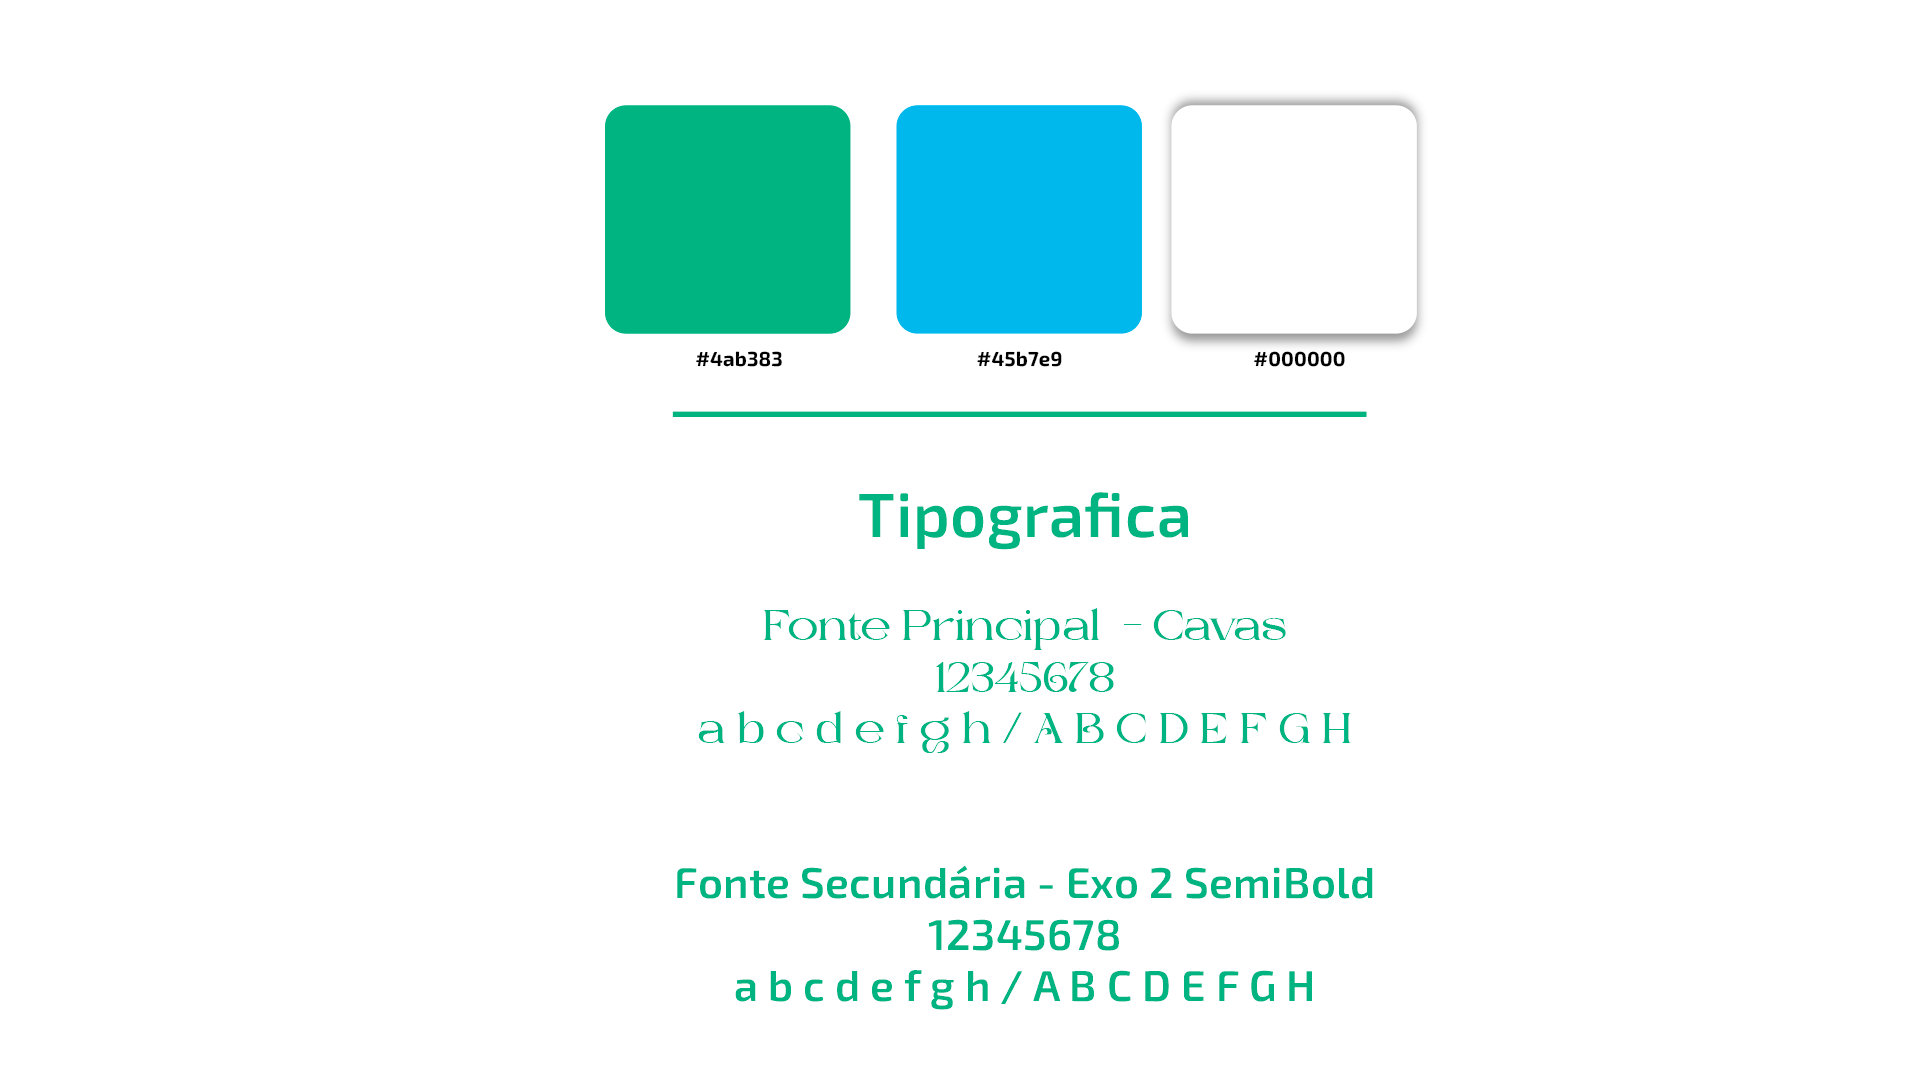 #4ab383
#45b7e9
#000000
Tipografica
Fonte Principal - Cavas
12345678
a b c d e f g h / A B C D E F G H
Fonte Secundária - Exo 2 SemiBold
12345678
a b c d e f g h / A B C D E F G H